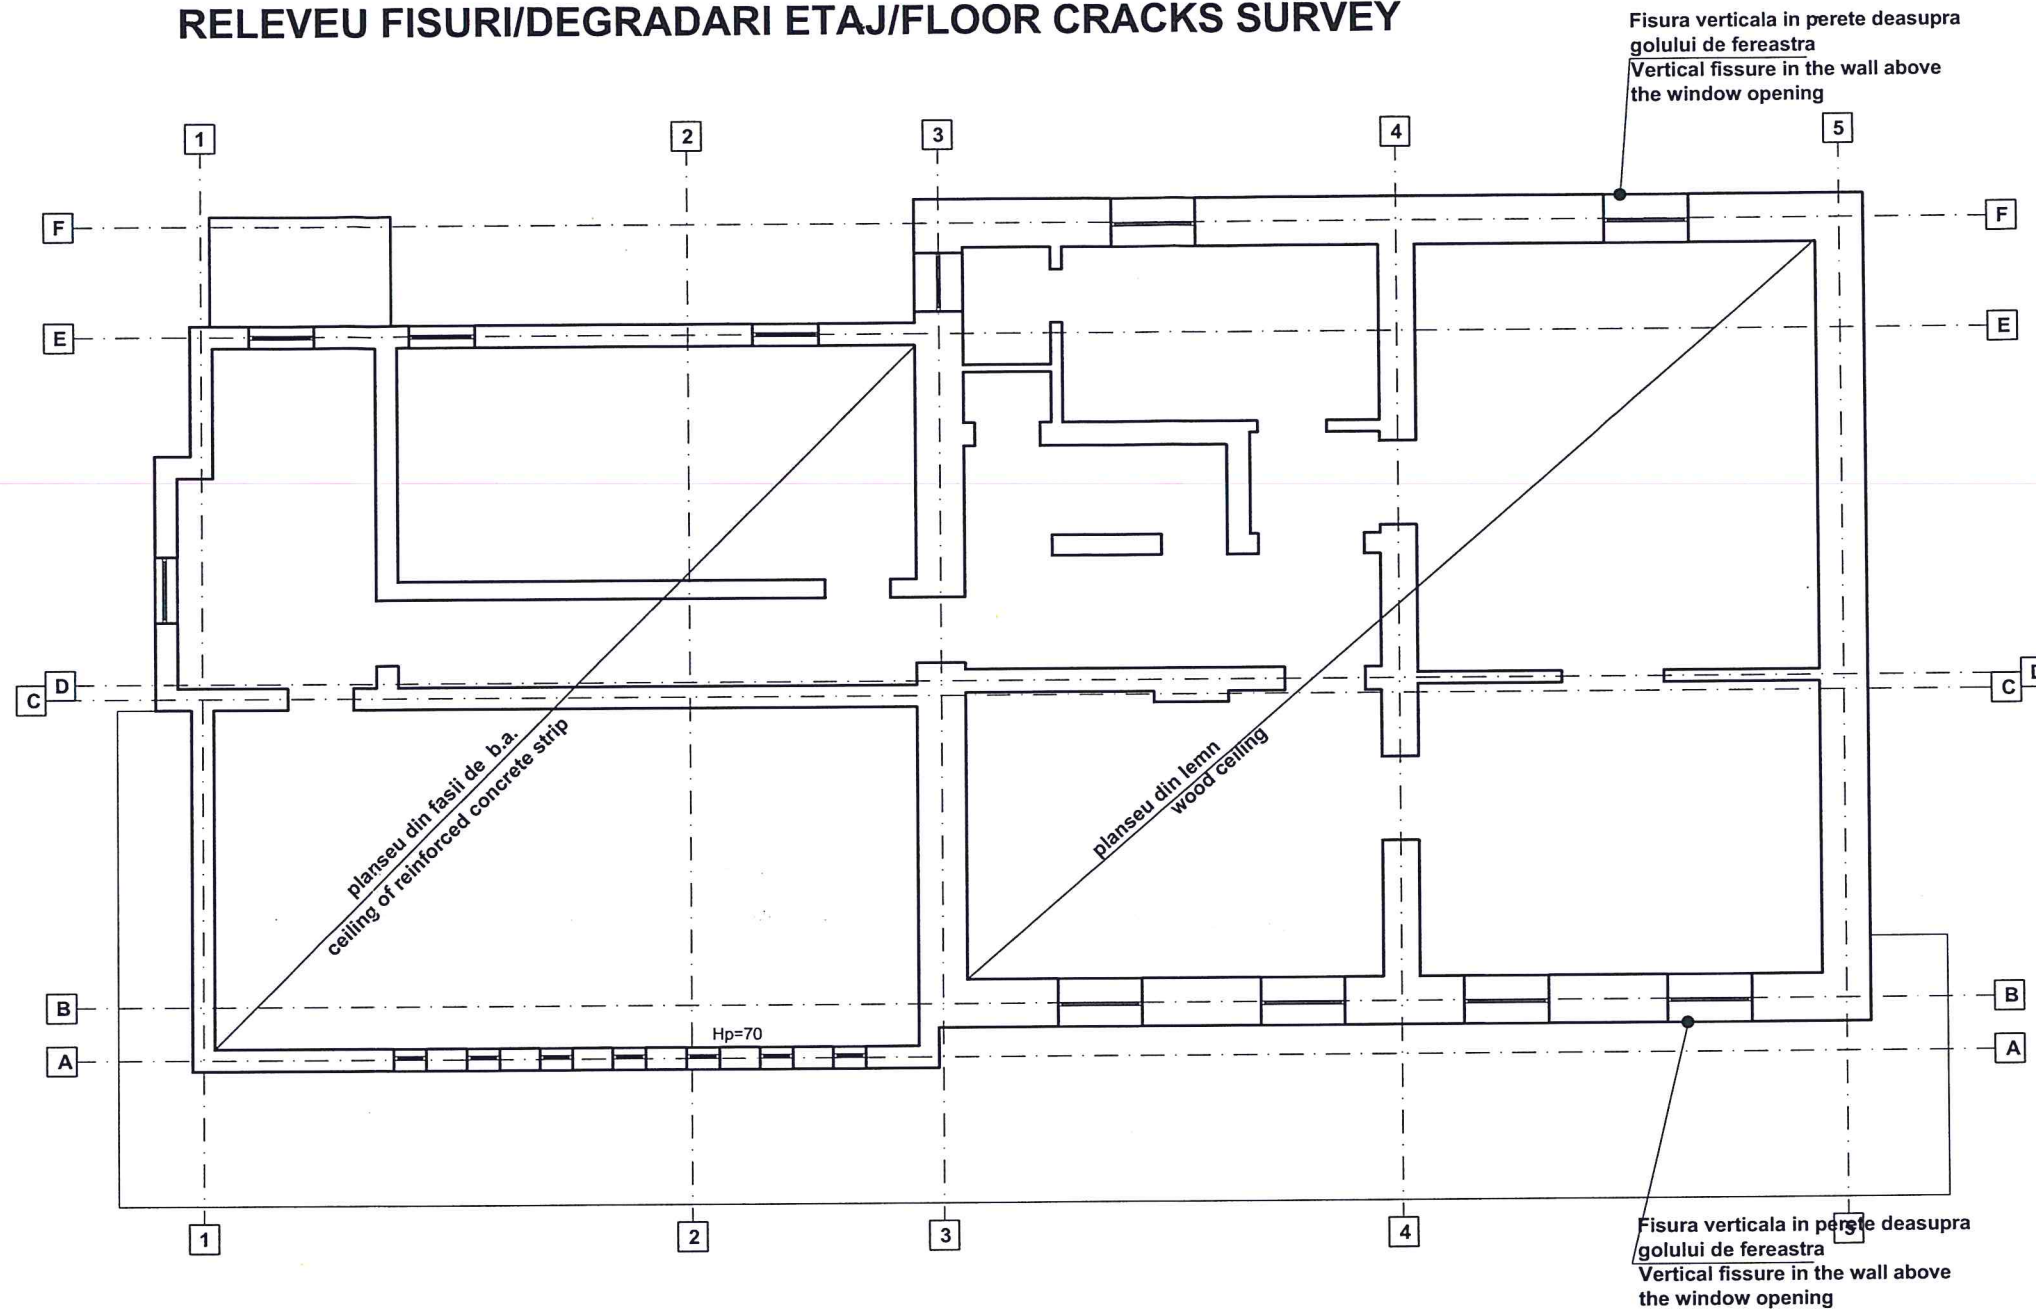 RELEVEU FISURI/DEGRADARI ETAJ/FLOOR CRACKS SURVEY
Fisura verticala in perete deasupra
golului de fereastra
Vertical fissure in the wall above
the window opening
1
2
3
4
5
F
F
E
E
D
C
D
C
planseu din fasii de b.a.
ceiling of reinforced concrete strip
planseu din lemn
wood ceiling
B
B
Hp=70
A
A
1
2
3
4
5
Fisura verticala in perete deasupra
golului de fereastra
Vertical fissure in the wall above
the window opening